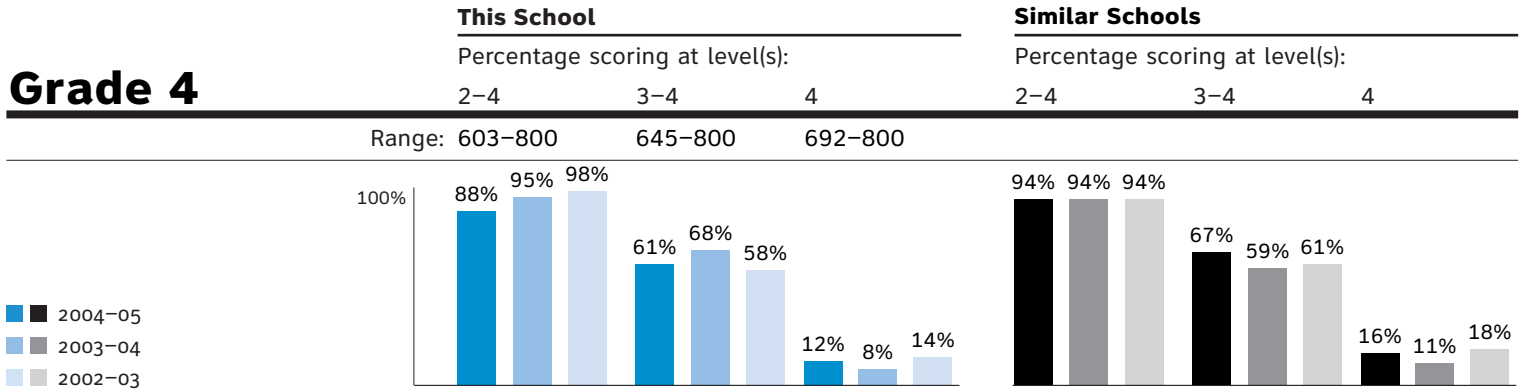 This School Similar Schools
Percentage scoring at level(s): Percentage scoring at level(s):
Grade 4 2–4 3–4 4 2–4 3–4 4
Range: 603–800 645–800 692–800
100% 88% 95% 98% 61% 68% 58% 12% 8% 14% 94% 94% 94% 67% 59% 61% 16% 11% 18%
2004–05
2003–04
2002–03